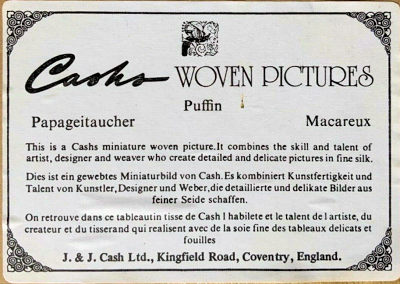 Cashs WOVEN PICTURES
Puffin
Papageitaucher Macareux
This is a Cashs miniature woven picture.It combines the skill and talent of
artist, designer and weaver who create detailed and delicate pictures in fine silk.
Dies ist ein gewebtes Miniaturbild von Cash.Es kombiniert Kunstfertigkeit und
Talent von Kunstler,Designer und Weber,die detaillierte und delikate Bilder aus
feiner Seide schaffen.
On retrouve dans ce tableautin tisse de Cash l habilete et le talent de l artiste, du
createur et du tisserand qui realisent avec de la soie fine des tableaux delicats et
fouilles
J. & J. Cash Ltd., Kingfield Road, Coventry, England.